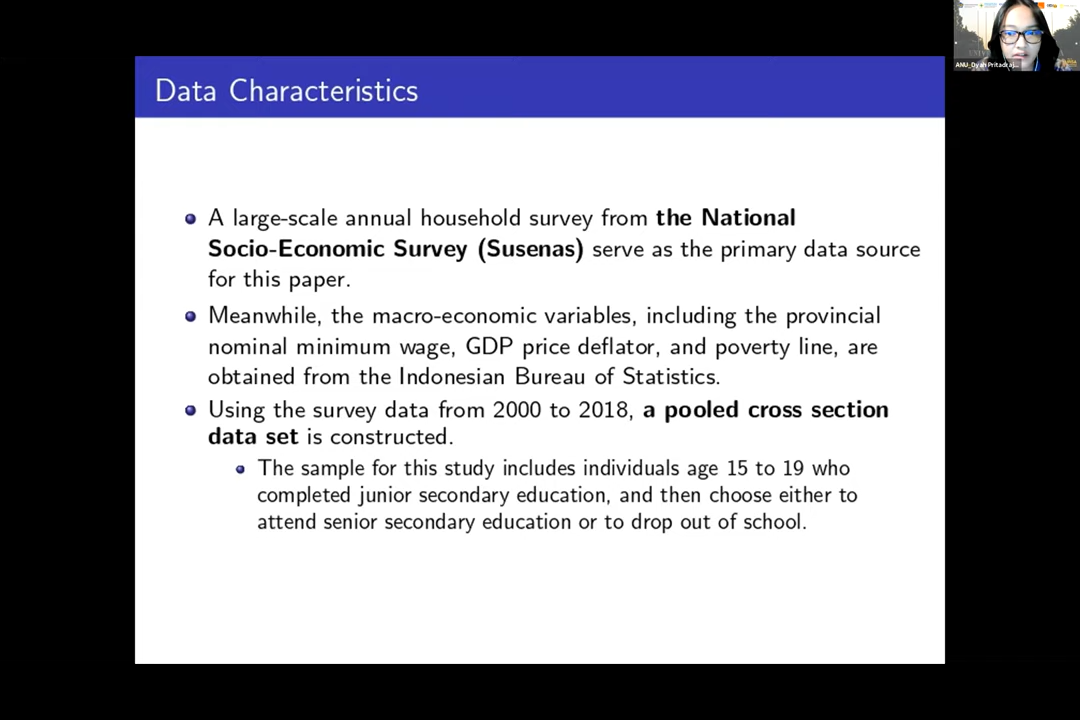 Data Characteristics
A large-scale annual household survey from the National
Socio-Economic Survey (Susenas) serve as the primary data source
for this paper.
Meanwhile, the macro-economic variables, including the provincial
nominal minimum wage, GDP price deflator, and poverty line, are
obtained from the Indonesian Bureau of Statistics.
Using the survey data from 2000 to 2018, a pooled cross section
data set is constructed.
The sample for this study includes individuals age 15 to 19 who
completed junior secondary education, and then choose either to
attend senior secondary education or to drop out of school.